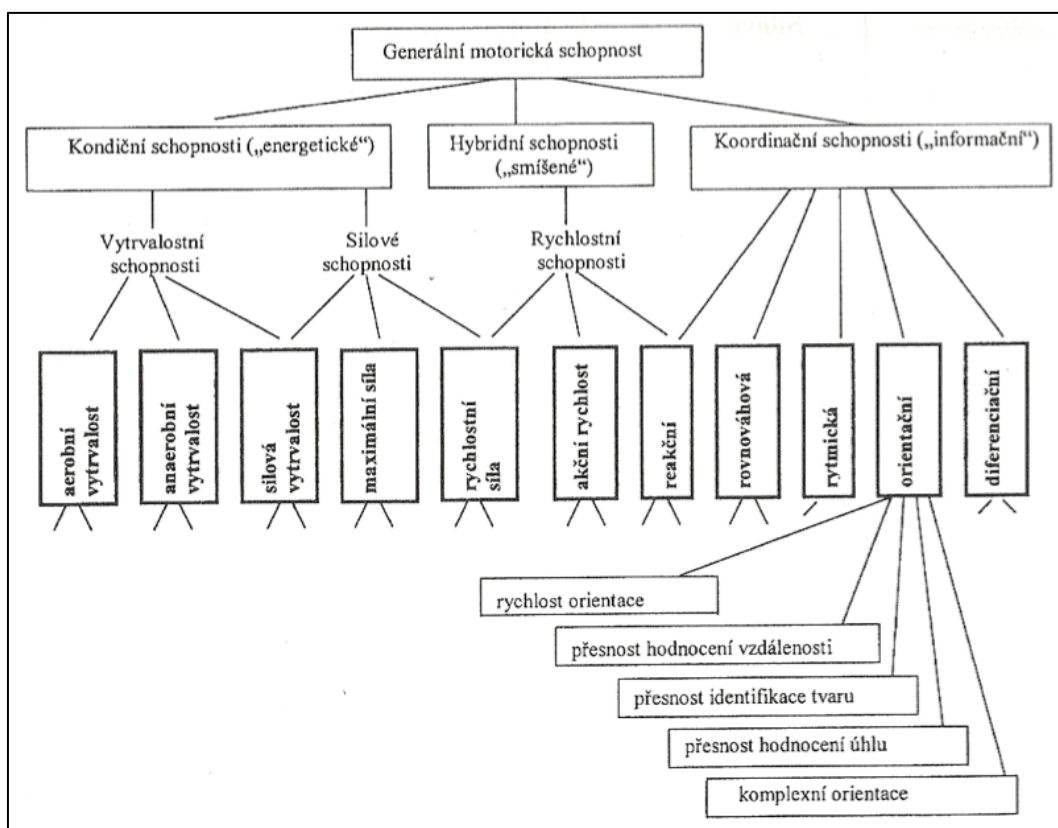 Generální motorická schopnost
Kondiční schopnosti („energetické“)
Hybridní schopnosti
(„smíšené“)
Koordinační schopnosti („informační“)
Vytrvalostní
schopnosti
Silové
schopnosti
Rychlostní
schopnosti
aerobní
vytrvalost
anaerobní
vytrvalost
silová
vytrvalost
maximální síla
rychlostní
síla
akční rychlost
reakční
rovnováhová
rytmická
orientační
diferenciační
rychlost orientace
přesnost hodnocení vzdálenosti
přesnost identifikace tvaru
přesnost hodnocení úhlu
komplexní orientace